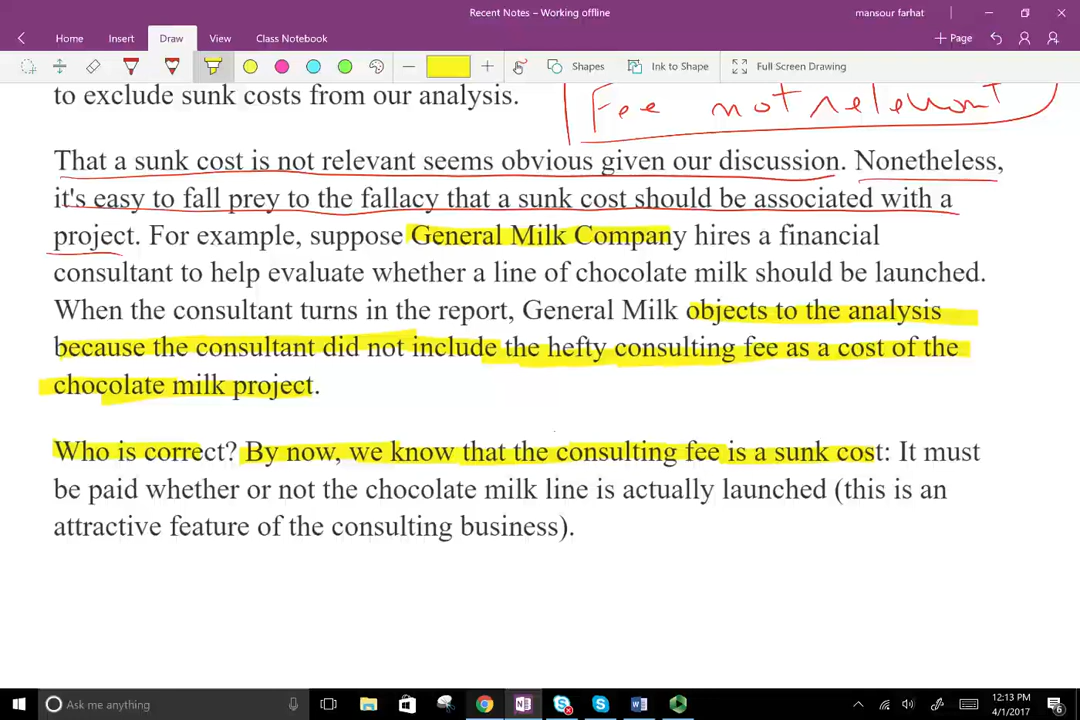 Recent Notes – Working offline
mansour farhat
Home Insert Draw View Class Notebook
Page
Shapes Ink to Shape Full Screen Drawing
to exclude sunk costs from our analysis.
Fee not relevant
That a sunk cost is not relevant seems obvious given our discussion. Nonetheless,
it's easy to fall prey to the fallacy that a sunk cost should be associated with a
project. For example, suppose General Milk Company hires a financial
consultant to help evaluate whether a line of chocolate milk should be launched.
When the consultant turns in the report, General Milk objects to the analysis
because the consultant did not include the hefty consulting fee as a cost of the
chocolate milk project.
Who is correct? By now, we know that the consulting fee is a sunk cost: It must
be paid whether or not the chocolate milk line is actually launched (this is an
attractive feature of the consulting business).
Ask me anything
12:13 PM
4/1/2017
6